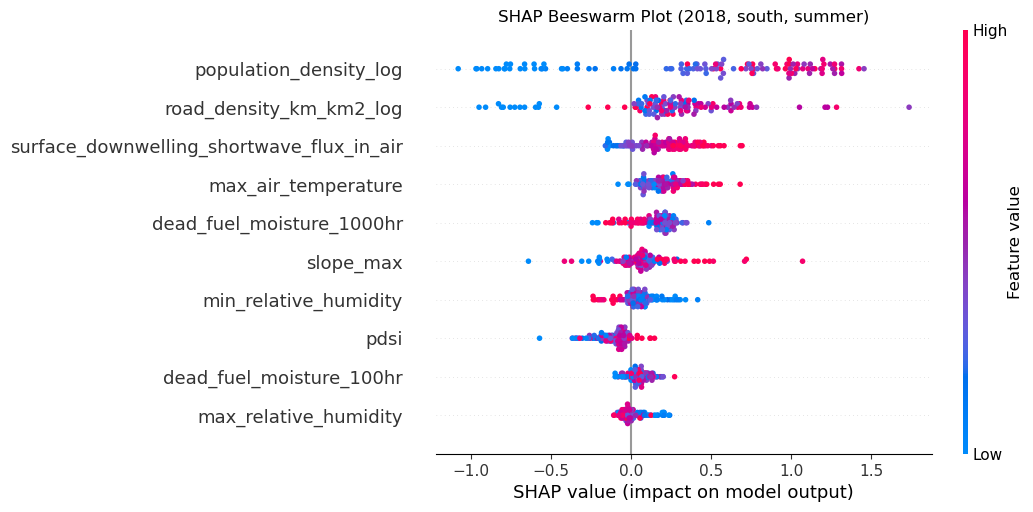 SHAP Beeswarm Plot (2018, south, summer)
High
population_density_log
road_density_km_km2_log
surface_downwelling_shortwave_flux_in_air
max_air_temperature
dead_fuel_moisture_1000hr
slope_max
min_relative_humidity
pdsi
dead_fuel_moisture_100hr
max_relative_humidity
Feature value
Low
−1.0 −0.5 0.0 0.5 1.0 1.5
SHAP value (impact on model output)